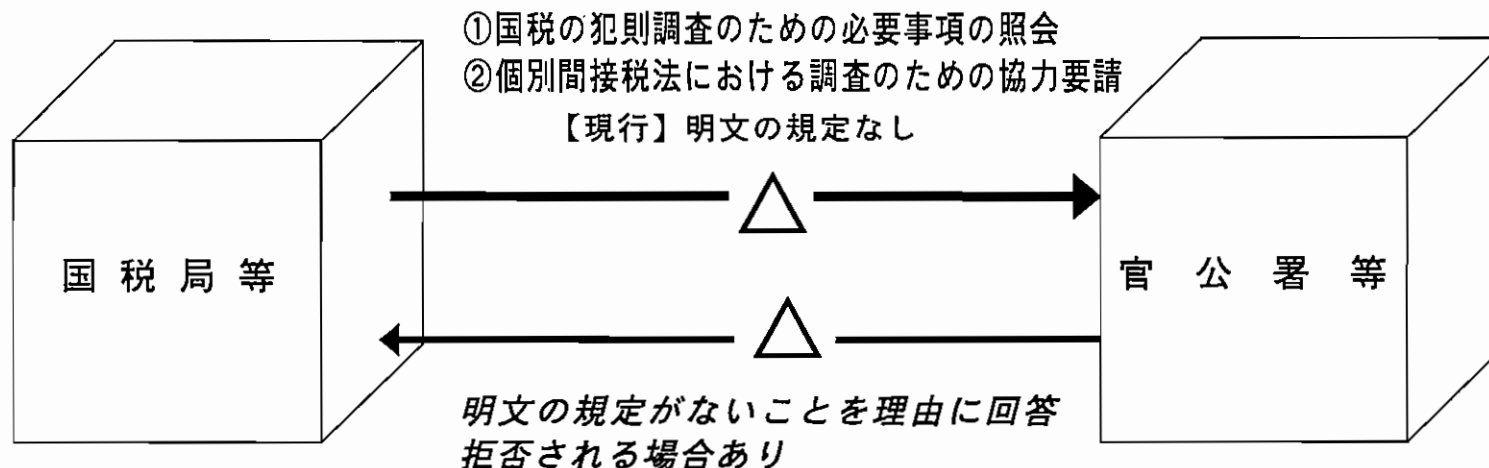 ①国税の犯則調査のための必要事項の照会
②個別間接税法における調査のための協力要請
【現行】明文の規定なし
国税局等
官公署等
明文の規定がないことを理由に回答
拒否される場合あり